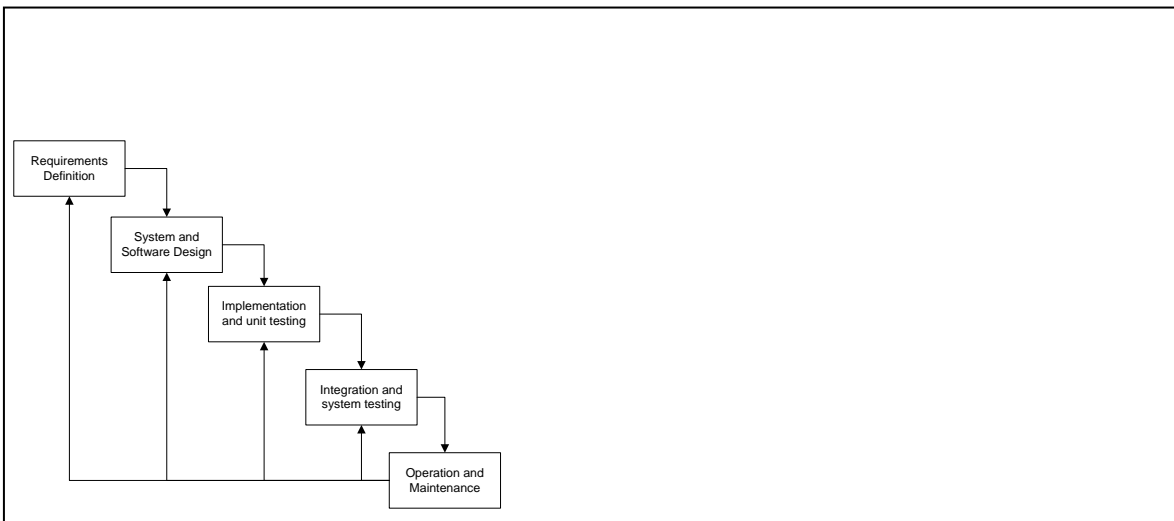 Requirements
Definition
System and
Software Design
Implementation
and unit testing
Integration and
system testing
Operation and
Maintenance